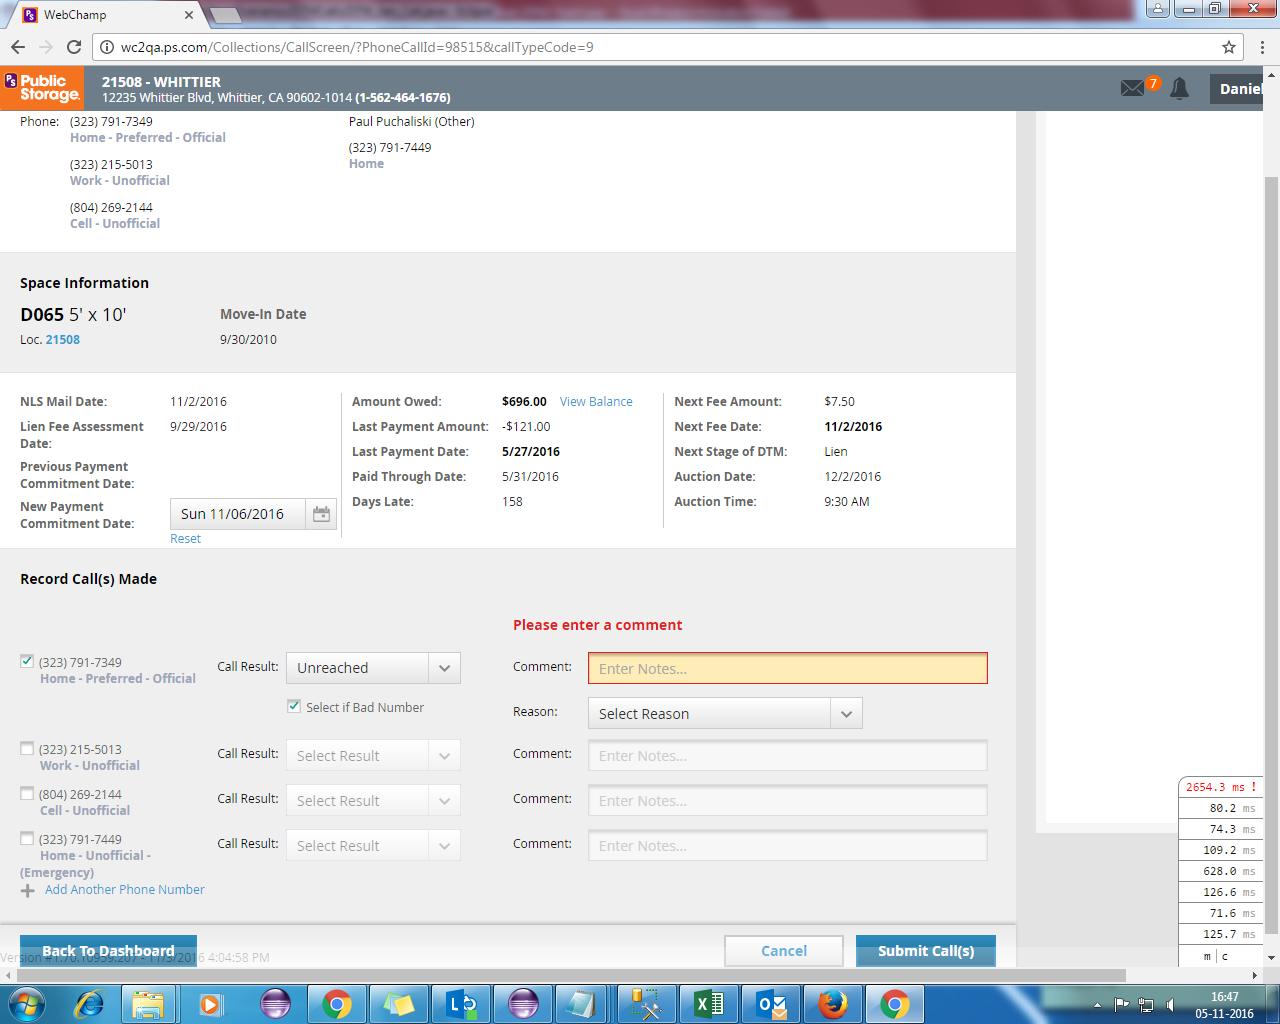 WebChamp
wc2qa.ps.com/Collections/CallScreen/?PhoneCallId=98515&callTypeCode=9
PS Public Storage.
21508 - WHITTIER
12235 Whittier Blvd, Whittier, CA 90602-1014 (1-562-464-1676)
7
Daniel
Phone: (323) 791-7349
Home - Preferred - Official
(323) 215-5013
Work - Unofficial
(804) 269-2144
Cell - Unofficial
Paul Puchaliski (Other)
(323) 791-7449
Home
Space Information
D065 5' x 10'
Loc. 21508
Move-In Date
9/30/2010
NLS Mail Date: 11/2/2016
Lien Fee Assessment Date: 9/29/2016
Previous Payment Commitment Date:
New Payment Commitment Date: Sun 11/06/2016
Reset
Amount Owed: $696.00 View Balance
Last Payment Amount: -$121.00
Last Payment Date: 5/27/2016
Paid Through Date: 5/31/2016
Days Late: 158
Next Fee Amount: $7.50
Next Fee Date: 11/2/2016
Next Stage of DTM: Lien
Auction Date: 12/2/2016
Auction Time: 9:30 AM
Record Call(s) Made
Please enter a comment
(323) 791-7349 Call Result: Unreached Comment: Enter Notes...
Home - Preferred - Official
Select if Bad Number Reason: Select Reason
(323) 215-5013 Call Result: Select Result Comment: Enter Notes...
Work - Unofficial
(804) 269-2144 Call Result: Select Result Comment: Enter Notes...
Cell - Unofficial
(323) 791-7449 Call Result: Select Result Comment: Enter Notes...
Home - Unofficial -
(Emergency)
Add Another Phone Number
2654.3 ms !
80.2 ms
74.3 ms
109.2 ms
628.0 ms
126.6 ms
71.6 ms
125.7 ms
m | c
Back To Dashboard Cancel Submit Call(s)
16:47
05-11-2016